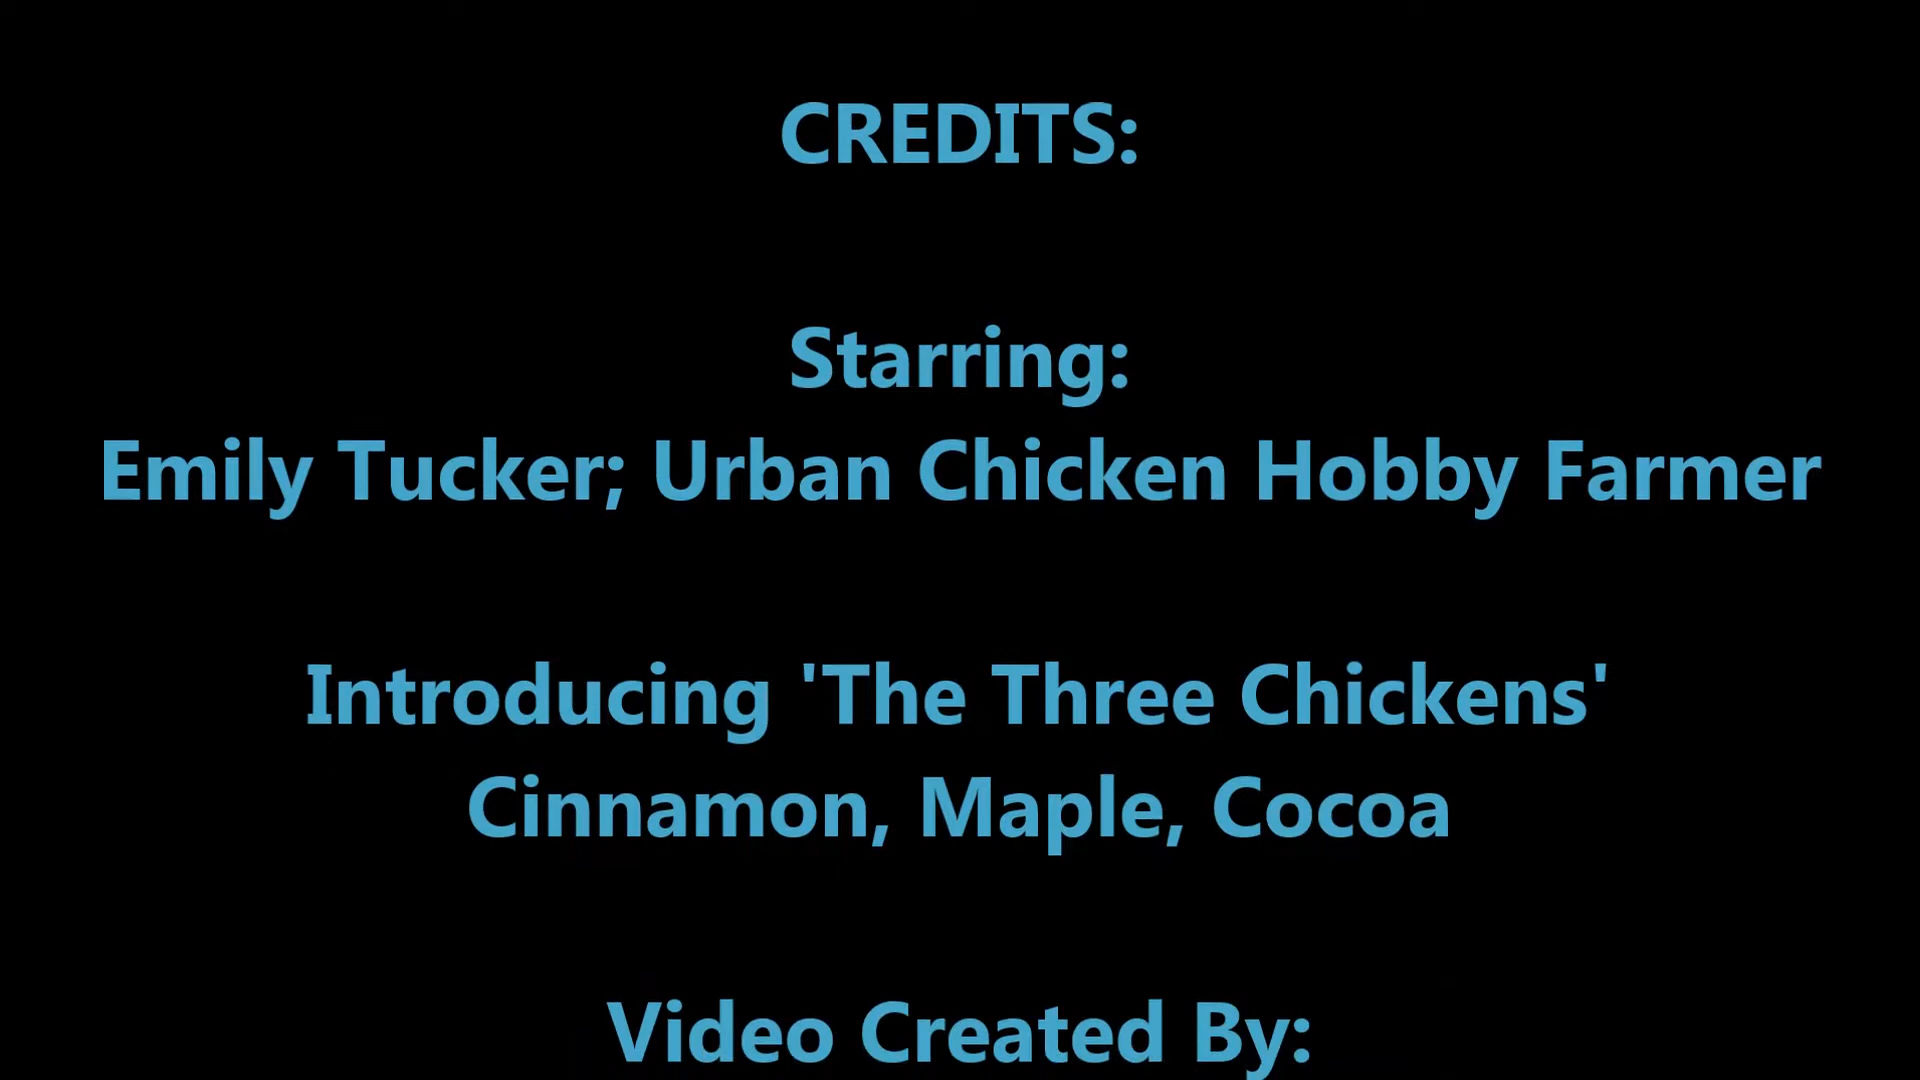 CREDITS:
Starring:
Emily Tucker; Urban Chicken Hobby Farmer
Introducing 'The Three Chickens'
Cinnamon, Maple, Cocoa
Video Created By: